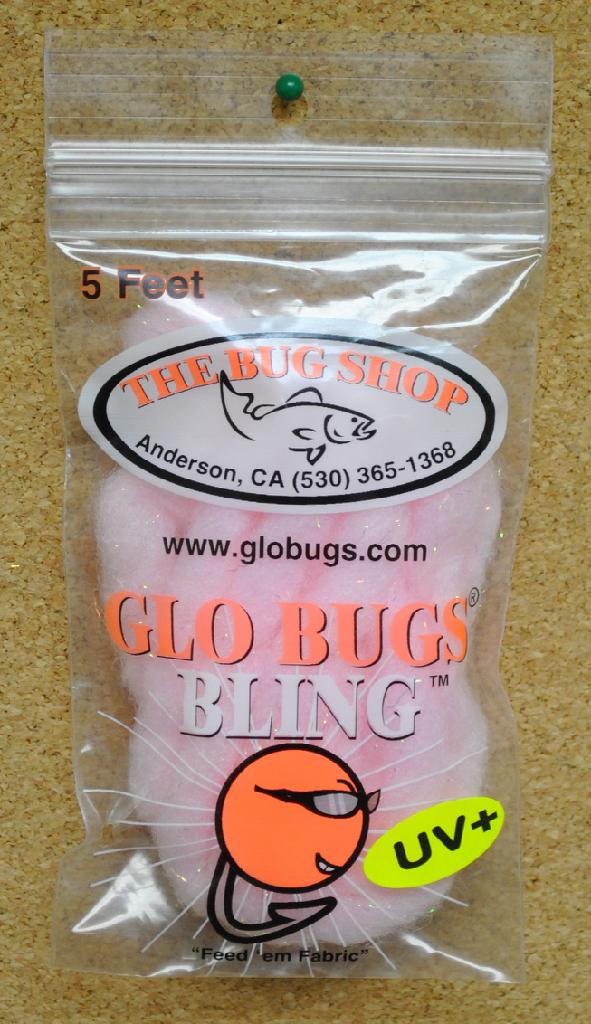 5 Feet
THE BUG SHOP
Anderson, CA (530) 365-1368
www.globugs.com
GLO BUGS®
BLING™
UV+
"Feed 'em Fabric"